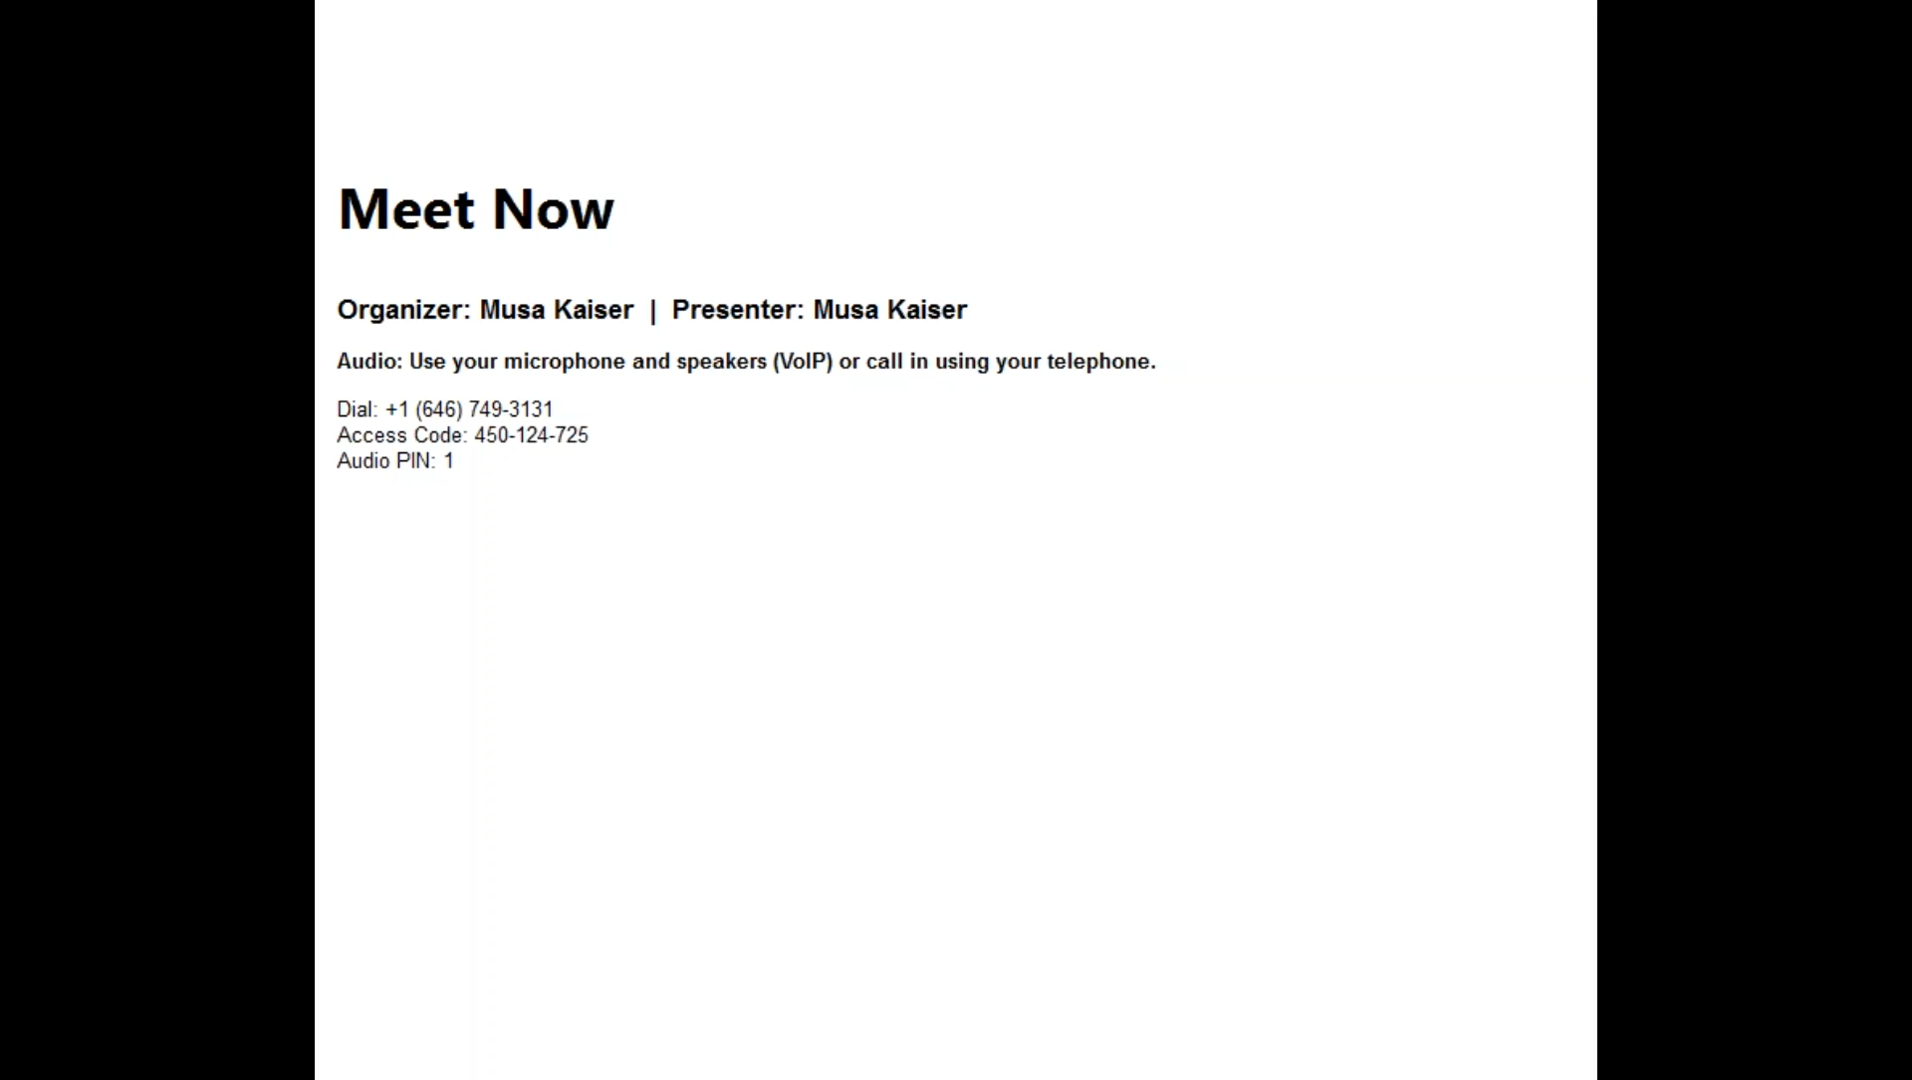 Meet Now
Organizer: Musa Kaiser | Presenter: Musa Kaiser
Audio: Use your microphone and speakers (VoIP) or call in using your telephone.
Dial: +1 (646) 749-3131
Access Code: 450-124-725
Audio PIN: 1